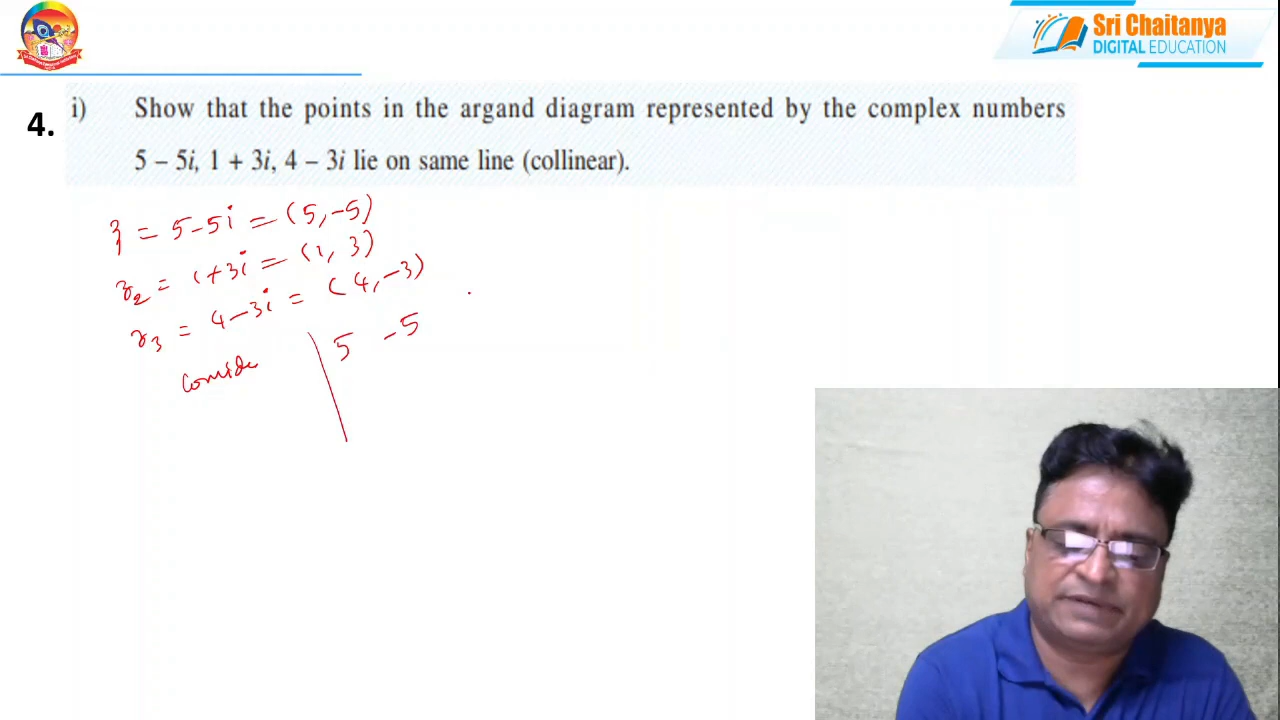 Sri Chaitanya
DIGITAL EDUCATION
4.
i) Show that the points in the argand diagram represented by the complex numbers
5 – 5i, 1 + 3i, 4 – 3i lie on same line (collinear).
= 5-5i = (5, -5)
z2 = 1+3i = (1, 3)
z3 = 4-3i = (4, -3)
Conside 5 -5